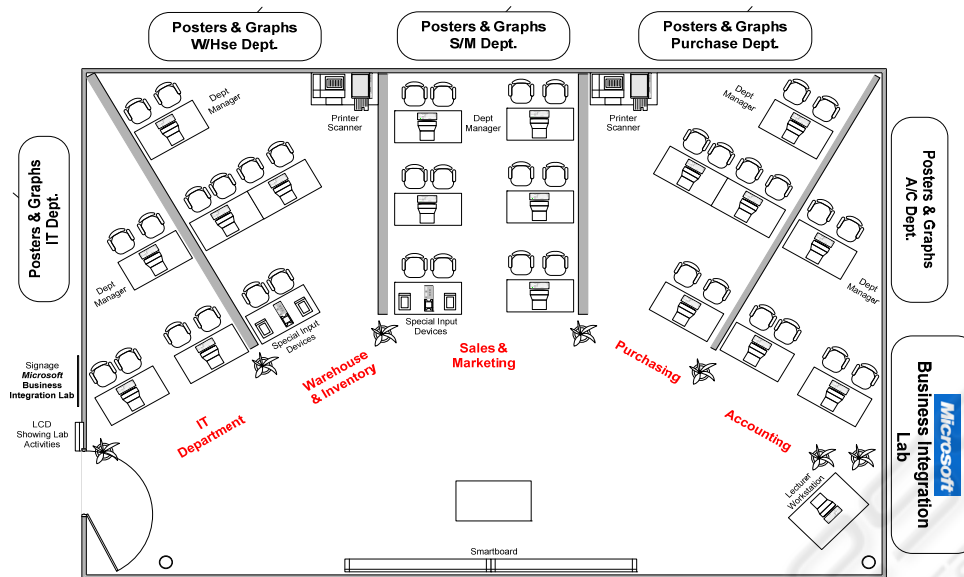 Posters & Graphs
W/Hse Dept.
Posters & Graphs
S/M Dept.
Posters & Graphs
Purchase Dept.
Dept
Manager
Printer
Scanner
Dept
Manager
Printer
Scanner
Dept
Manager
Posters & Graphs
IT Dept.
Posters & Graphs
A/C Dept.
Dept
Manager
Dept
Manager
Special Input
Devices
Special Input
Devices
Sales &
Marketing
Warehouse
& Inventory
Purchasing
IT
Department
Accounting
Signage
Microsoft
Business
Integration Lab
LCD
Showing Lab
Activities
Microsoft
Business Integration
Lab
Lecturer
Workstation
Smartboard